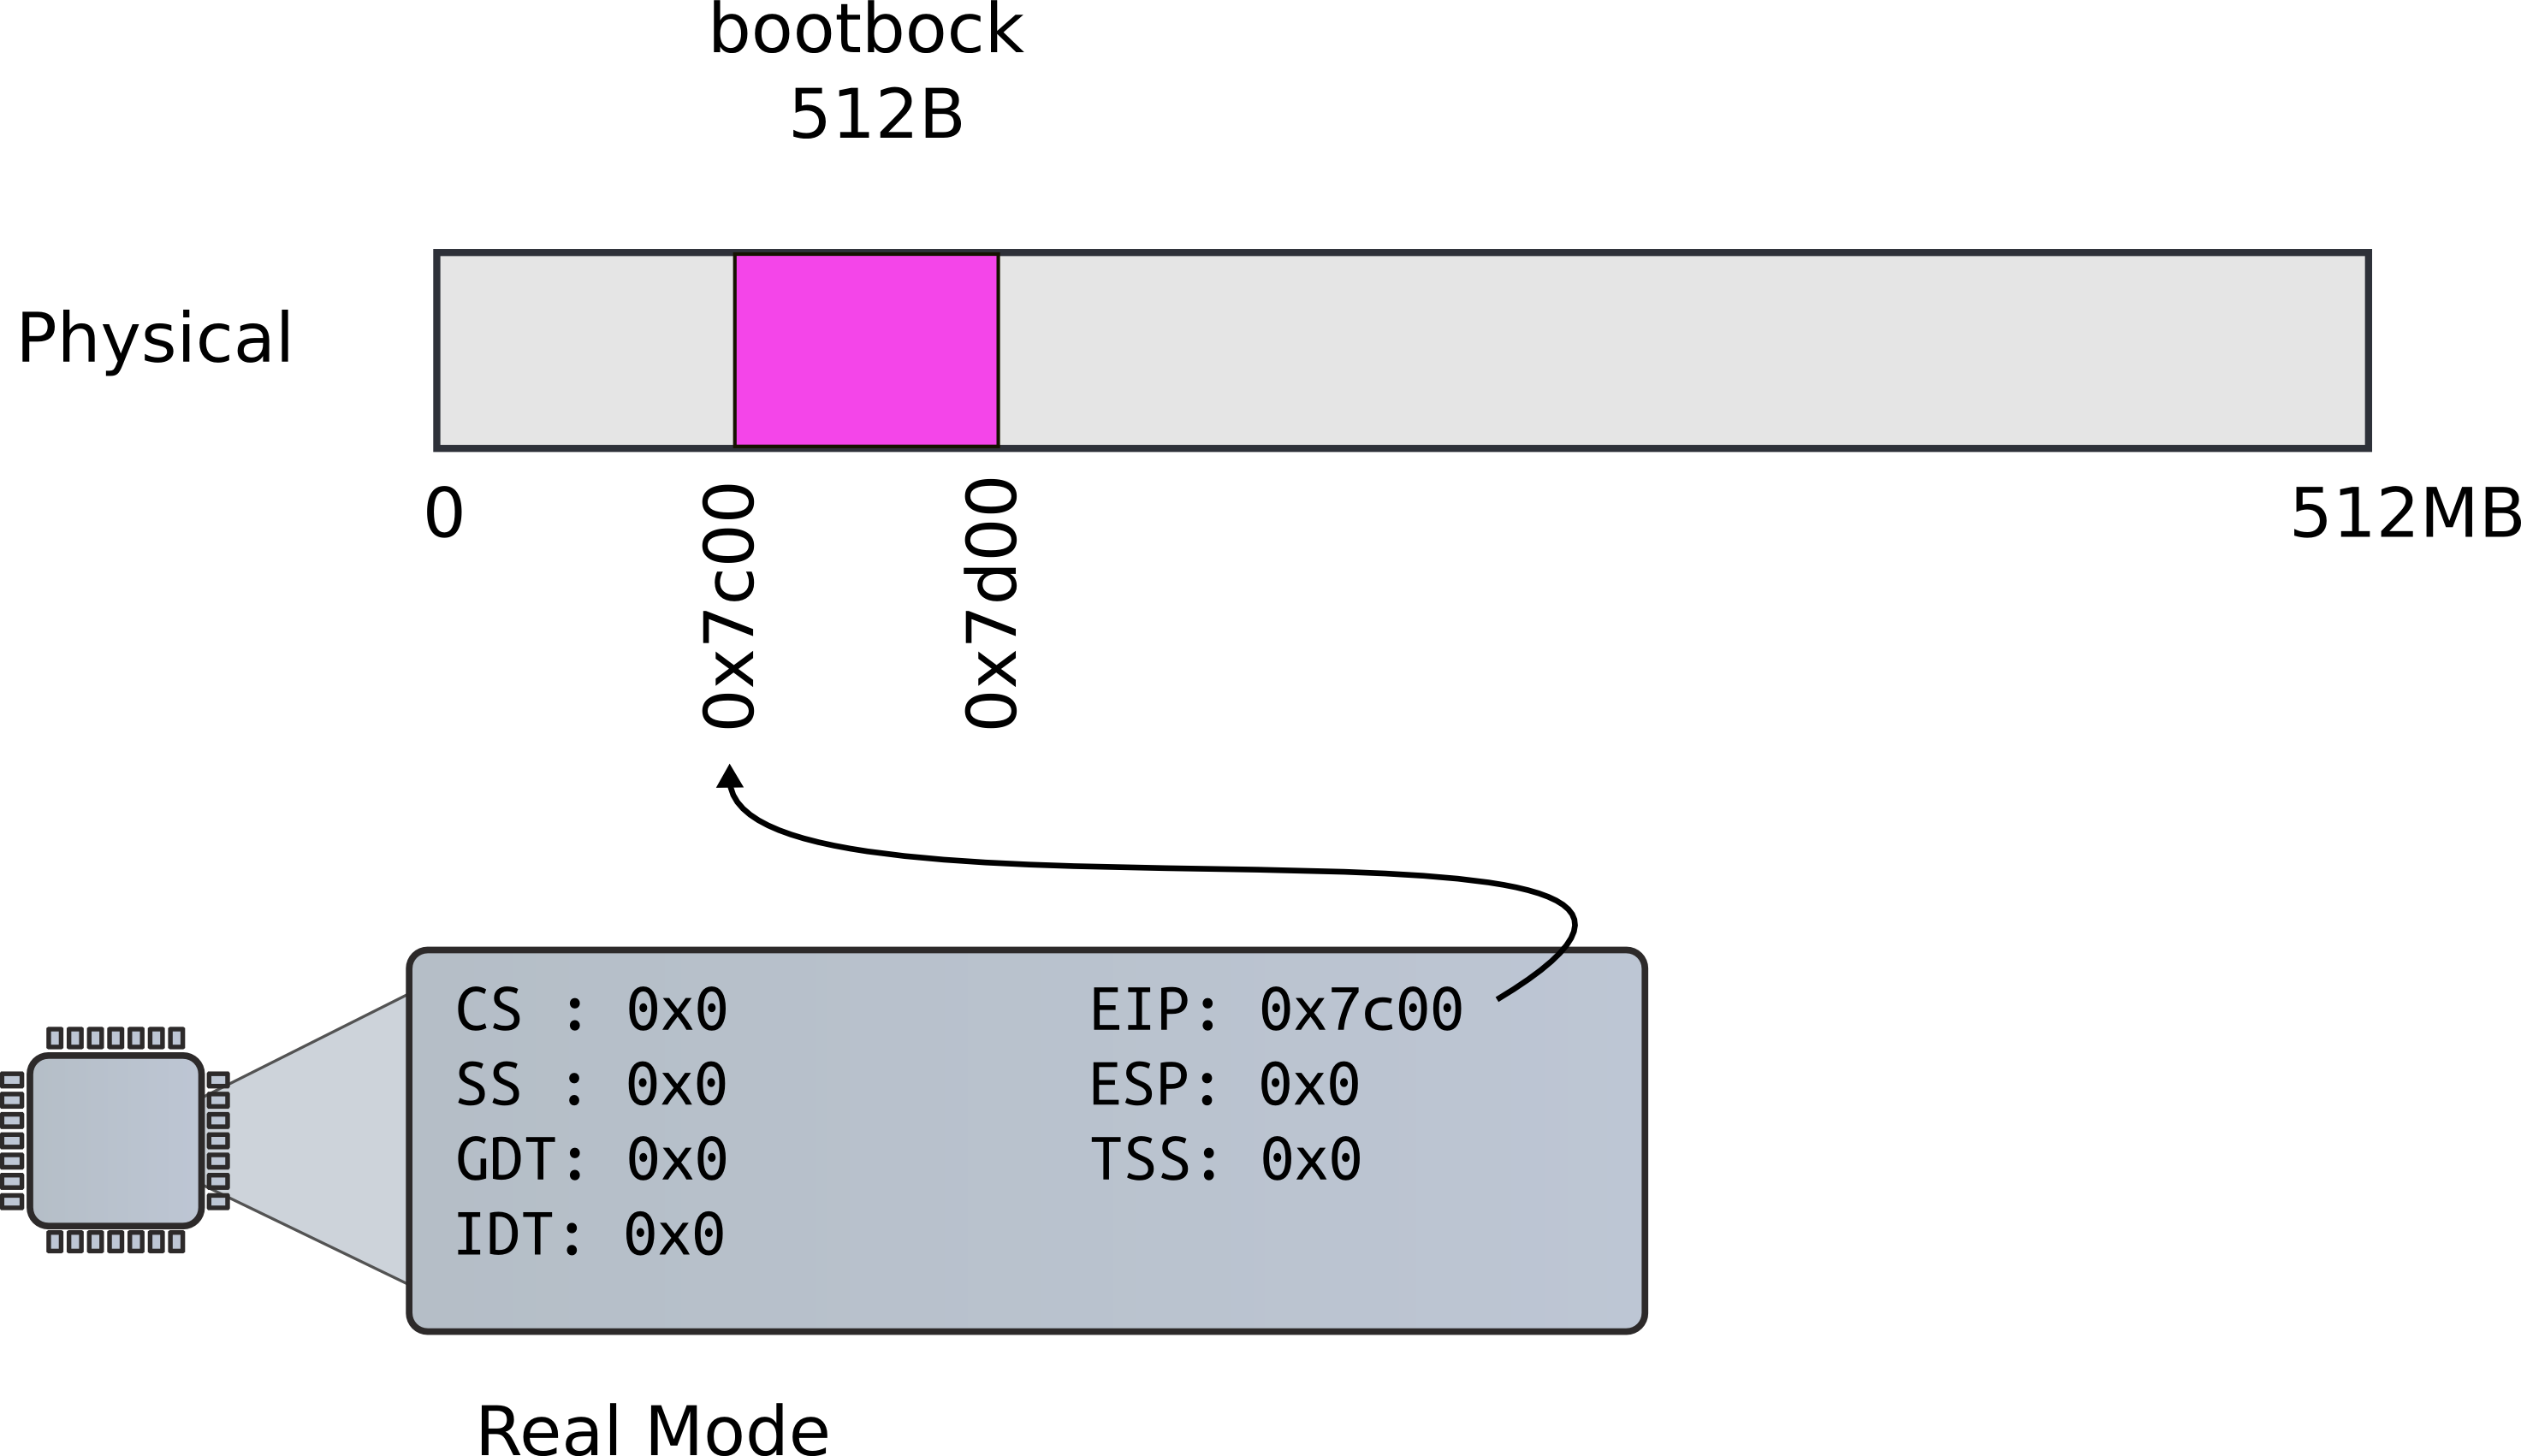 bootbock
512B
Physical
0
0x7c00
0x7d00
512MB
CS : 0x0
EIP: 0x7c00
SS : 0x0
ESP: 0x0
GDT: 0x0
TSS: 0x0
IDT: 0x0
Real Mode